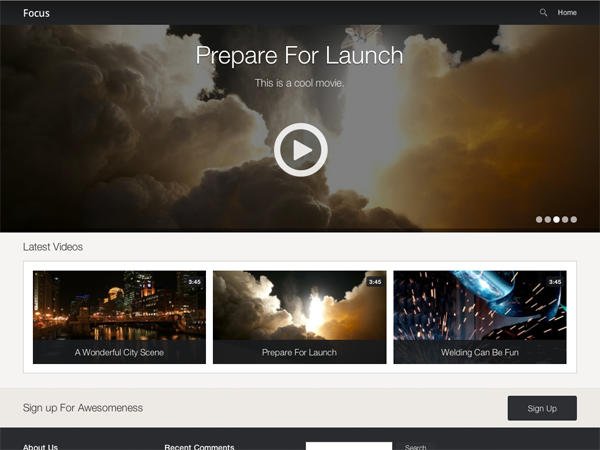 Focus
Home
Prepare For Launch
This is a cool movie.
Latest Videos
3:45
3:45
3:45
A Wonderful City Scene
Prepare For Launch
Welding Can Be Fun
Sign up For Awesomeness
Sign Up
About Us
Recent Comments
Search